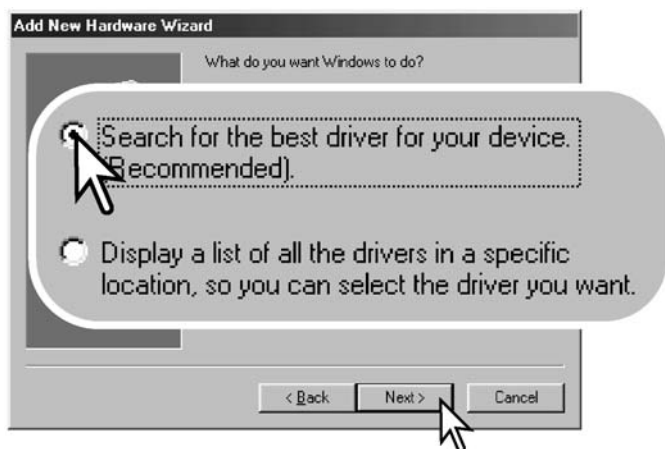 Add New Hardware Wizard
What do you want Windows to do?
Search for the best driver for your device.
(Recommended).
Display a list of all the drivers in a specific
location, so you can select the driver you want.
< Back
Next >
Cancel